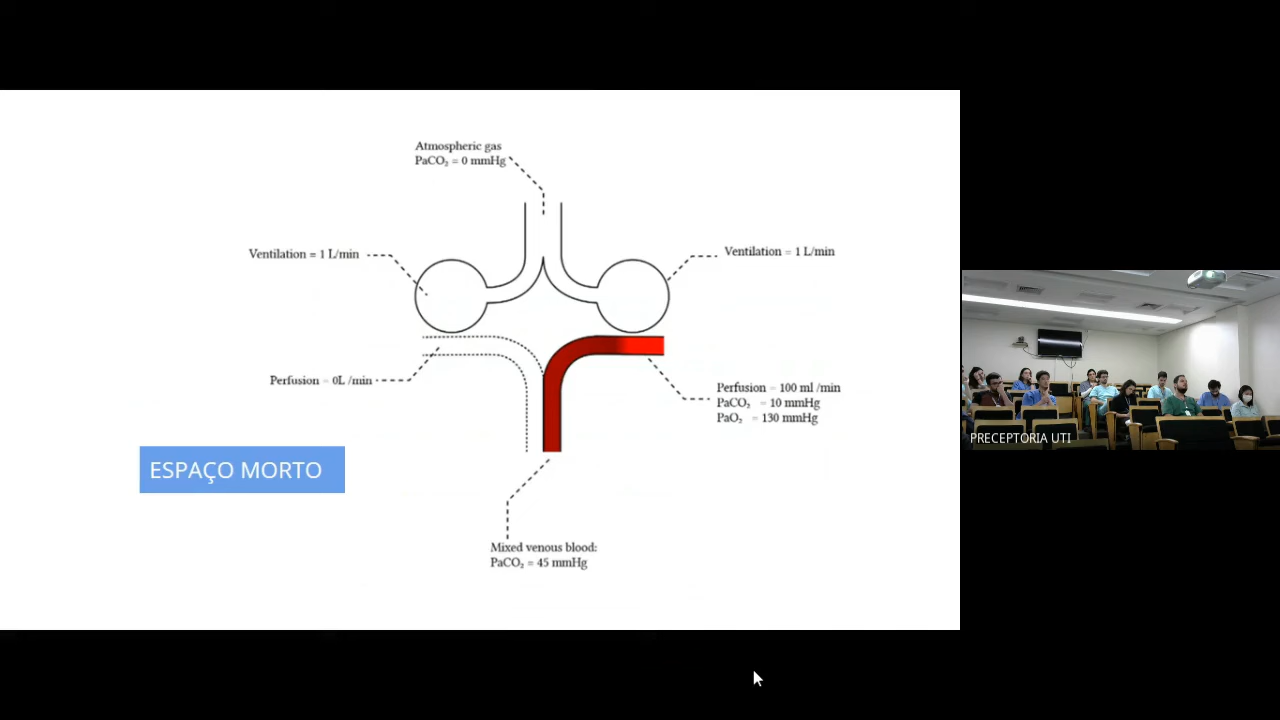 Atmospheric gas
PaCO₂ = 0 mmHg
Ventilation = 1 L/min
Ventilation = 1 L/min
Perfusion = 0L /min
Perfusion = 100 ml /min
PaCO₂ = 10 mmHg
PaO₂ = 130 mmHg
ESPAÇO MORTO
Mixed venous blood:
PaCO₂ = 45 mmHg
PRECEPTORIA UTI